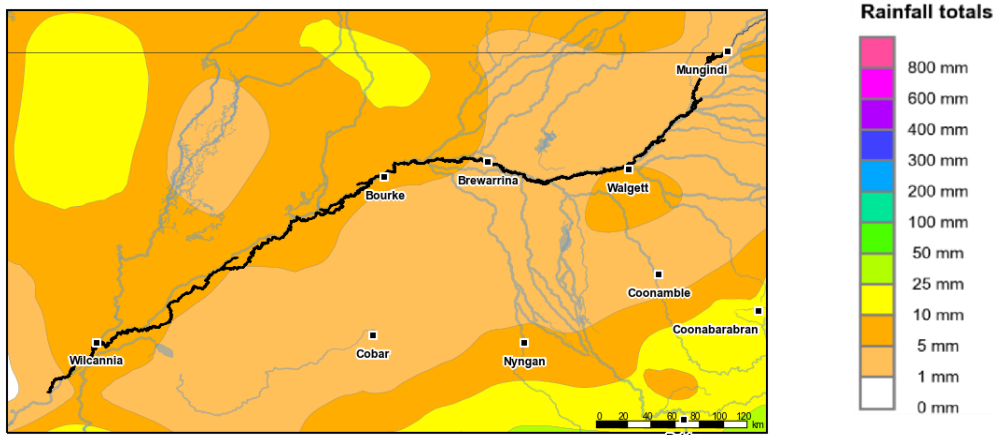 Rainfall totals
800 mm
600 mm
400 mm
300 mm
200 mm
100 mm
50 mm
25 mm
10 mm
5 mm
1 mm
0 mm
Mungindi
Brewarrina
Walgett
Bourke
Coonamble
Coonabarabran
Wilcannia
Cobar
Nyngan
0 20 40 60 80 100 120
km